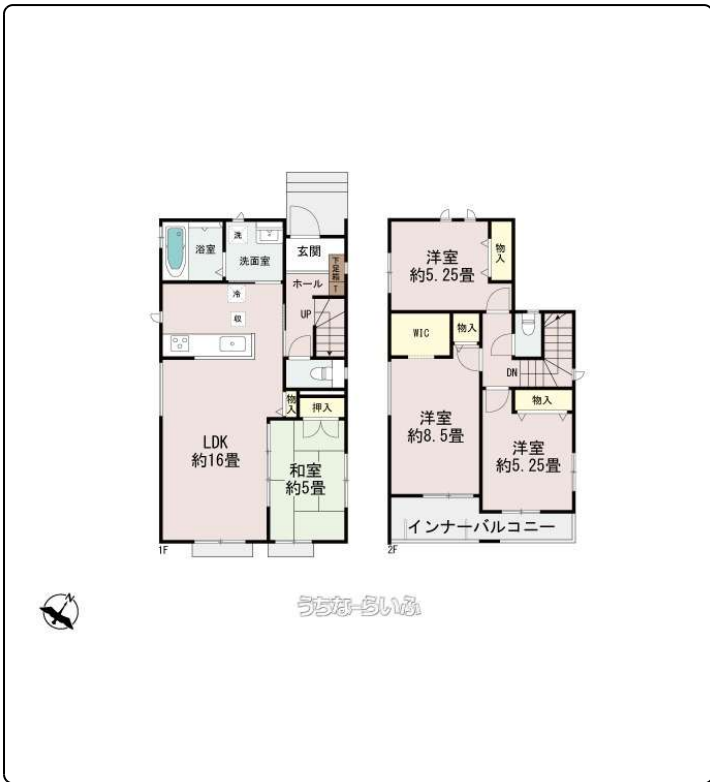 浴室
洗
洗面室
玄関
下足箱
↑
ホール
冷
収
UP
物入
押入
LDK
約16畳
和室
約5畳
1F
洋室
約5.25畳
物入
WIC
物入
DN
洋室
約8.5畳
物入
洋室
約5.25畳
インナーバルコニー
2F
N
うちなーらいふ